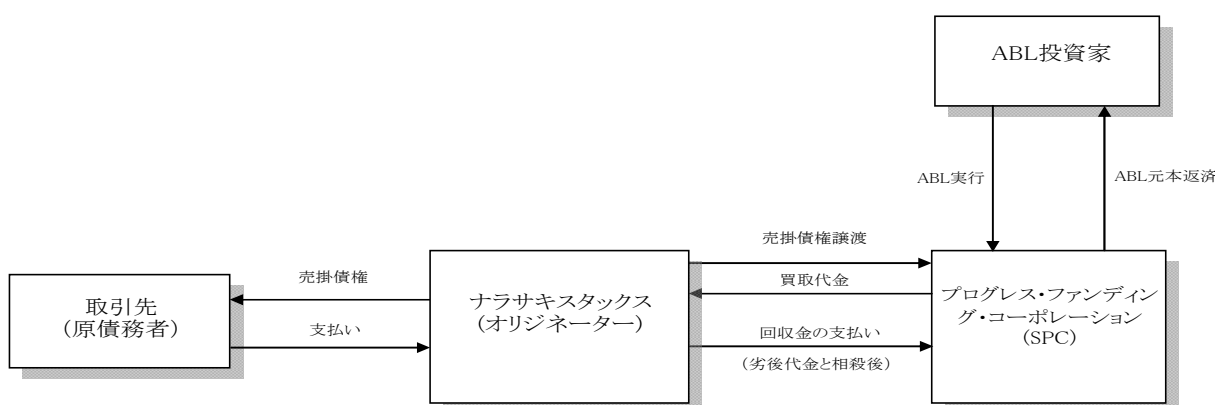 ABL投資家
ABL実行
ABL元本返済
売掛債権譲渡
売掛債権
買取代金
取引先
(原債務者)
支払い
ナラサキスタックス
(オリジネーター)
プログレス・ファンディン
グ・コーポレーション
(SPC)
回収金の支払い
(劣後代金と相殺後)